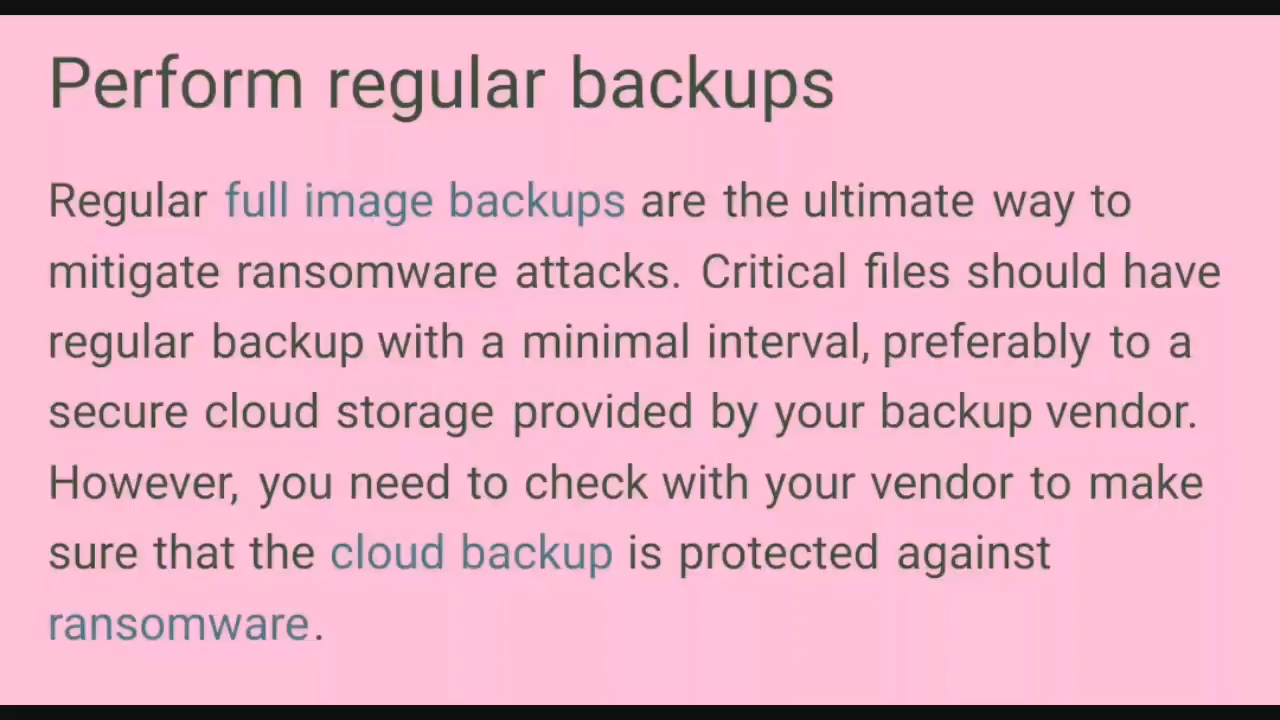 Perform regular backups
Regular full image backups are the ultimate way to
mitigate ransomware attacks. Critical files should have
regular backup with a minimal interval, preferably to a
secure cloud storage provided by your backup vendor.
However, you need to check with your vendor to make
sure that the cloud backup is protected against
ransomware.